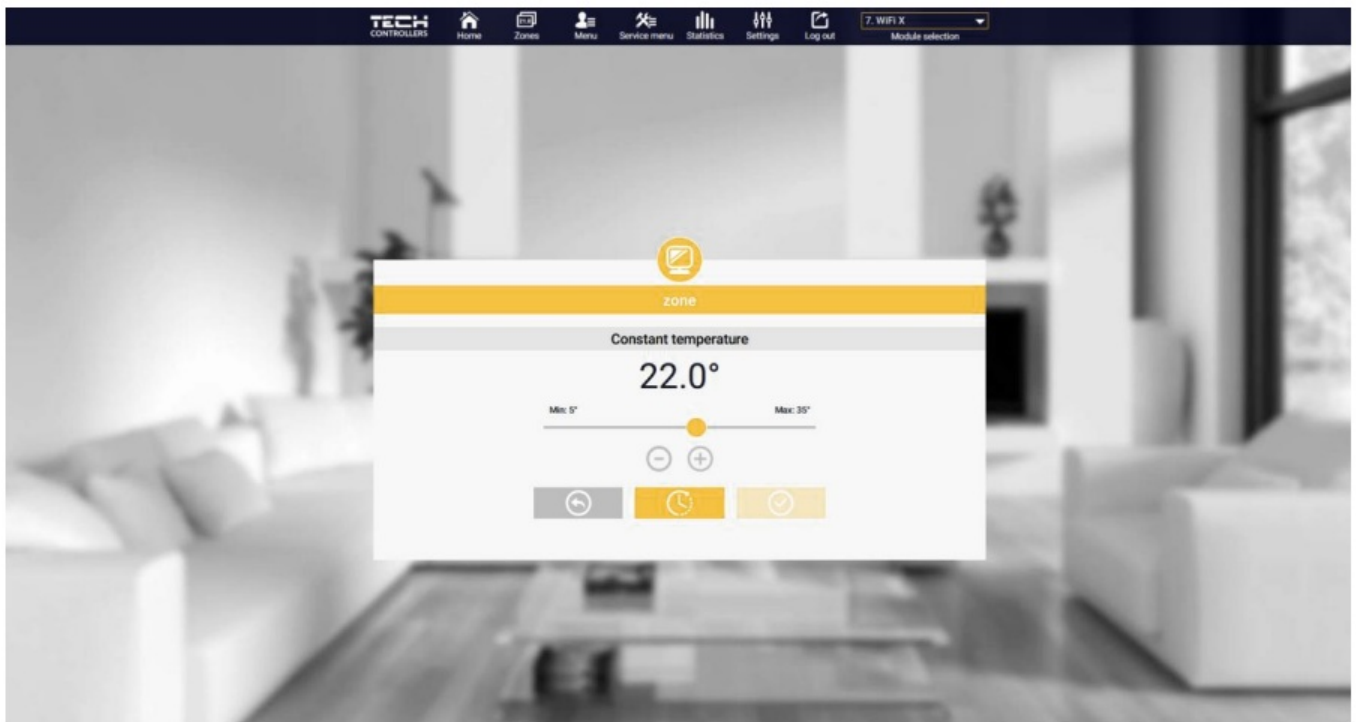 TECH
CONTROLLERS
Home
Zones
Menu
Service menu
Statistics
Settings
Log out
7. WiFi X
Module selection
zone
Constant temperature
22.0°
Min: 5°
Max: 35°